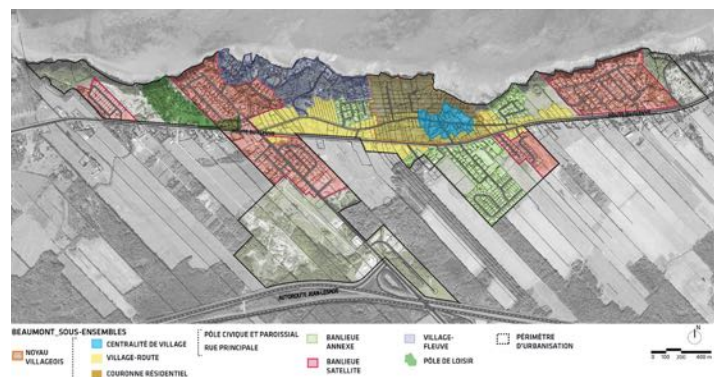 AUTOROUTE JEAN-LESAGE
BEAUMONT_SOUS-ENSEMBLES
NOYAU
VILLAGEOIS
CENTRALITÉ DE VILLAGE
VILLAGE-ROUTE
COURONNE RÉSIDENTIEL
PÔLE CIVIQUE ET PAROISSIAL
RUE PRINCIPALE
BANLIEUE
ANNEXE
BANLIEUE
SATELLITE
VILLAGE-
FLEUVE
PÔLE DE LOISIR
PÉRIMÈTRE
D'URBANISATION
N
0 100 200 400 m